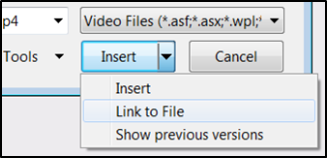 p4 Video Files (*.asf;*.asx;*.wpl;*
Tools Insert Cancel
Insert
Link to File
Show previous versions